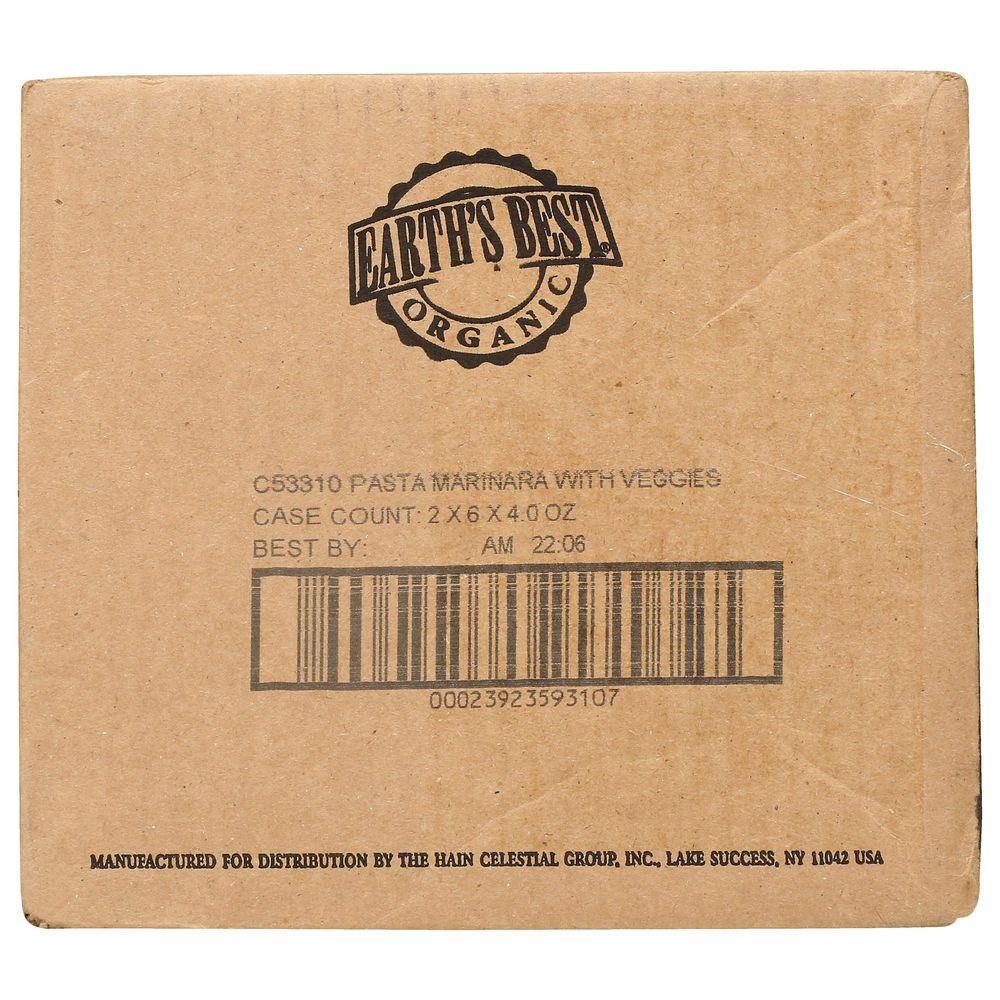 EARTH'S BEST®
ORGANIC
C53310 PASTA MARINARA WITH VEGGIES
CASE COUNT: 2 X 6 X 4.0 OZ
BEST BY: AM 22:06
00023923593107
MANUFACTURED FOR DISTRIBUTION BY THE HAIN CELESTIAL GROUP, INC., LAKE SUCCESS, NY 11042 USA